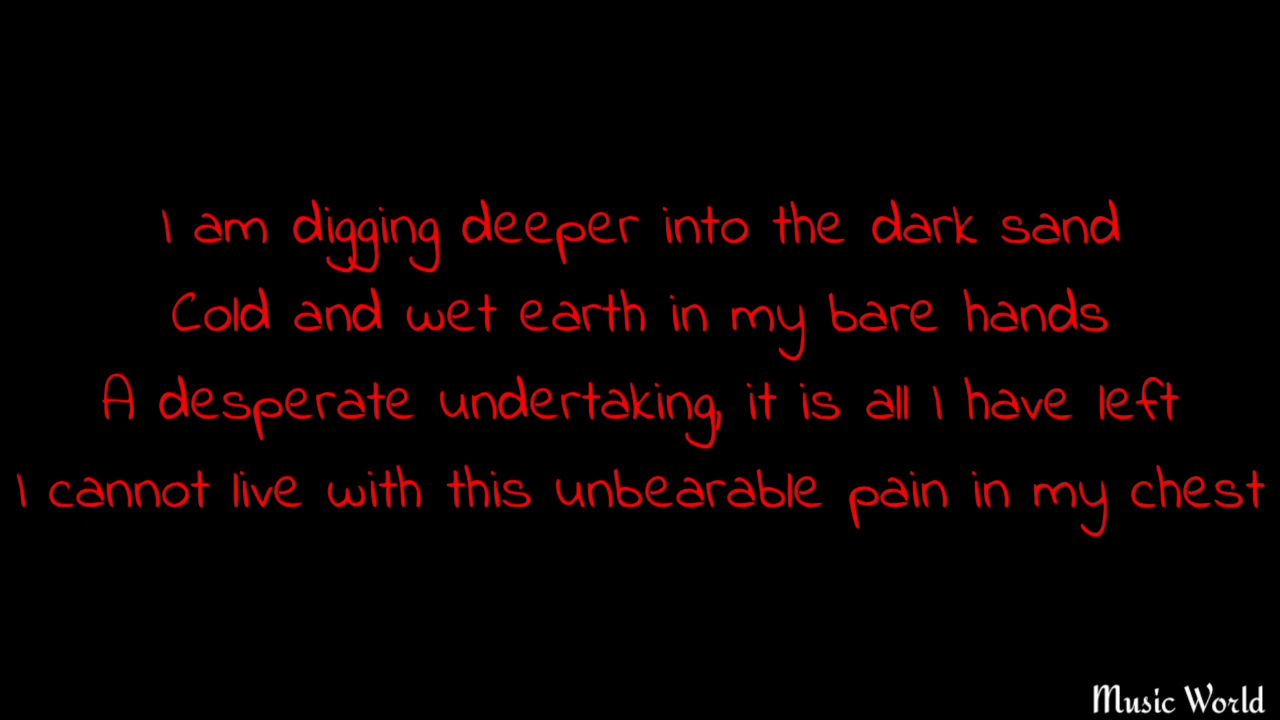 I am digging deeper into the dark sand
Cold and wet earth in my bare hands
A desperate undertaking, it is all I have left
I cannot live with this unbearable pain in my chest
Music World